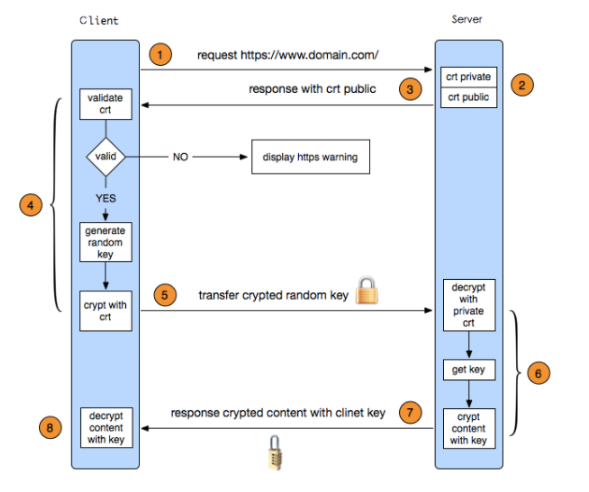 Client
Server
1
request https://www.domain.com/
crt private
crt public
2
response with crt public
3
validate
crt
valid
NO
display https warning
YES
4
generate
random
key
crypt with
crt
5
transfer crypted random key
decrypt
with
private
crt
get key
6
crypt
content
with key
response crypted content with clinet key
7
8
decrypt
content
with key